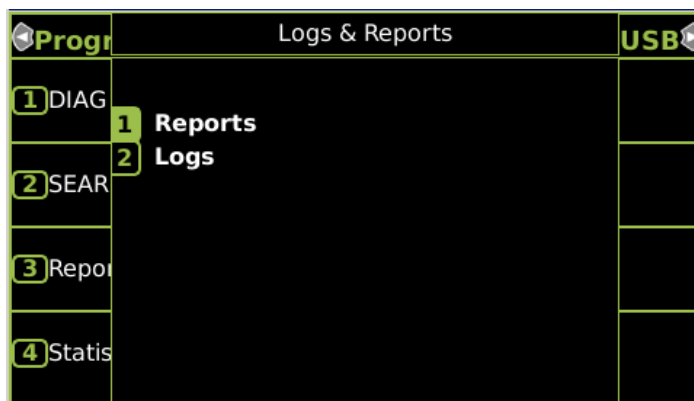 Progr
Logs & Reports
USB
1 DIAG
1 Reports
2 Logs
2 SEAR
3 Repor
4 Statis